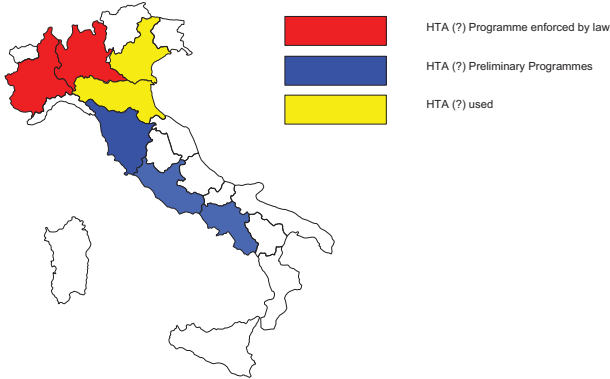 HTA (?) Programme enforced by law
HTA (?) Preliminary Programmes
HTA (?) used